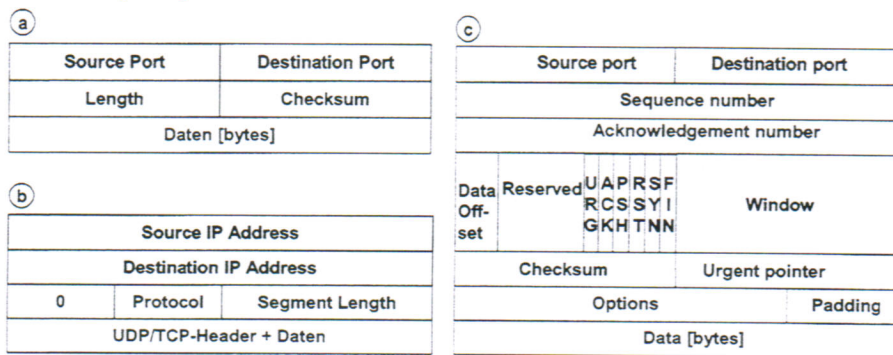 a
Source Port Destination Port
Length Checksum
Daten [bytes]
b
Source IP Address
Destination IP Address
0 Protocol Segment Length
UDP/TCP-Header + Daten
c
Source port Destination port
Sequence number
Acknowledgement number
Data Off-set Reserved URG ACK PSH RST SYN FIN Window
Checksum Urgent pointer
Options Padding
Data [bytes]